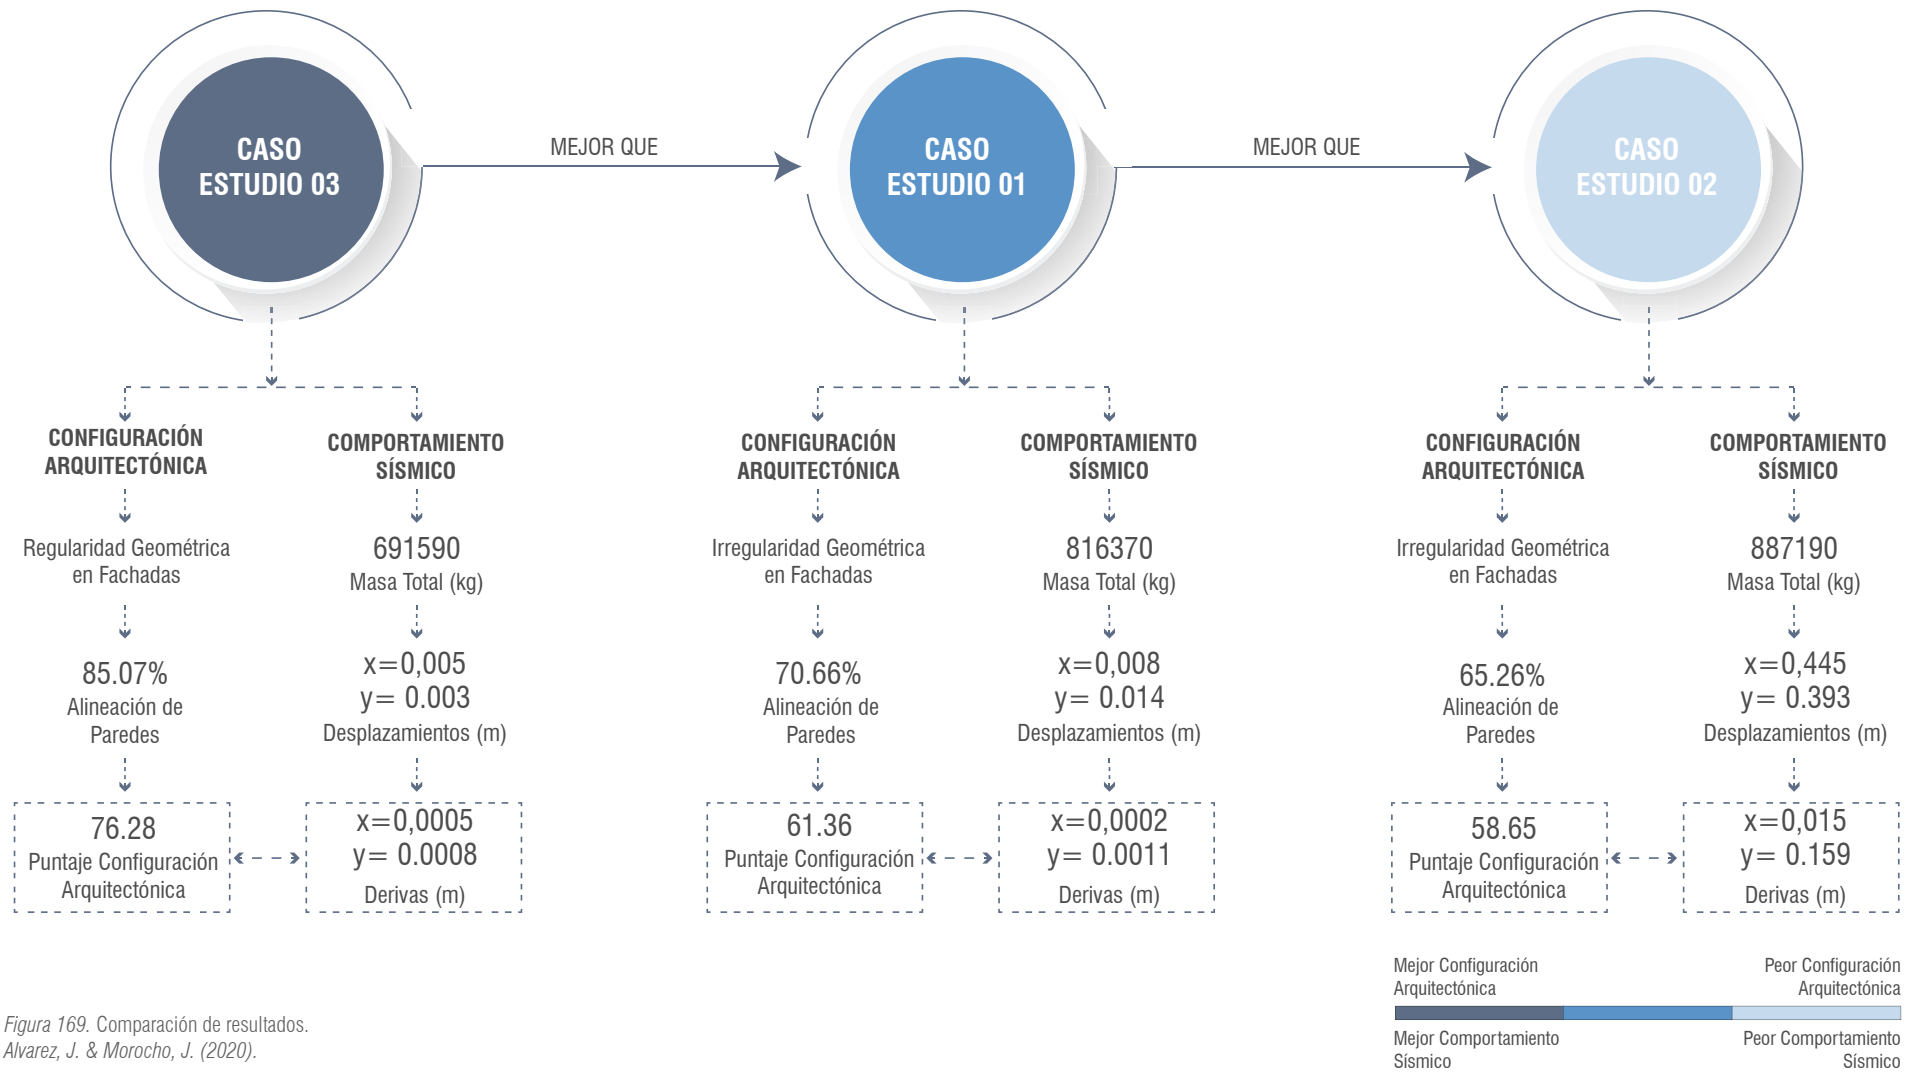 CASO
ESTUDIO 03
MEJOR QUE
CASO
ESTUDIO 01
MEJOR QUE
CASO
ESTUDIO 02
CONFIGURACIÓN
ARQUITECTÓNICA
Regularidad Geométrica
en Fachadas
85.07%
Alineación de
Paredes
76.28
Puntaje Configuración
Arquitectónica
COMPORTAMIENTO
SÍSMICO
691590
Masa Total (kg)
x=0,005
y= 0.003
Desplazamientos (m)
x=0,0005
y= 0.0008
Derivas (m)
CONFIGURACIÓN
ARQUITECTÓNICA
Irregularidad Geométrica
en Fachadas
70.66%
Alineación de
Paredes
61.36
Puntaje Configuración
Arquitectónica
COMPORTAMIENTO
SÍSMICO
816370
Masa Total (kg)
x=0,008
y= 0.014
Desplazamientos (m)
x=0,0002
y= 0.0011
Derivas (m)
CONFIGURACIÓN
ARQUITECTÓNICA
Irregularidad Geométrica
en Fachadas
65.26%
Alineación de
Paredes
58.65
Puntaje Configuración
Arquitectónica
COMPORTAMIENTO
SÍSMICO
887190
Masa Total (kg)
x=0,445
y= 0.393
Desplazamientos (m)
x=0,015
y= 0.159
Derivas (m)
Mejor Configuración
Arquitectónica
Peor Configuración
Arquitectónica
Mejor Comportamiento
Sísmico
Peor Comportamiento
Sísmico
Figura 169. Comparación de resultados.
Alvarez, J. & Morocho, J. (2020).